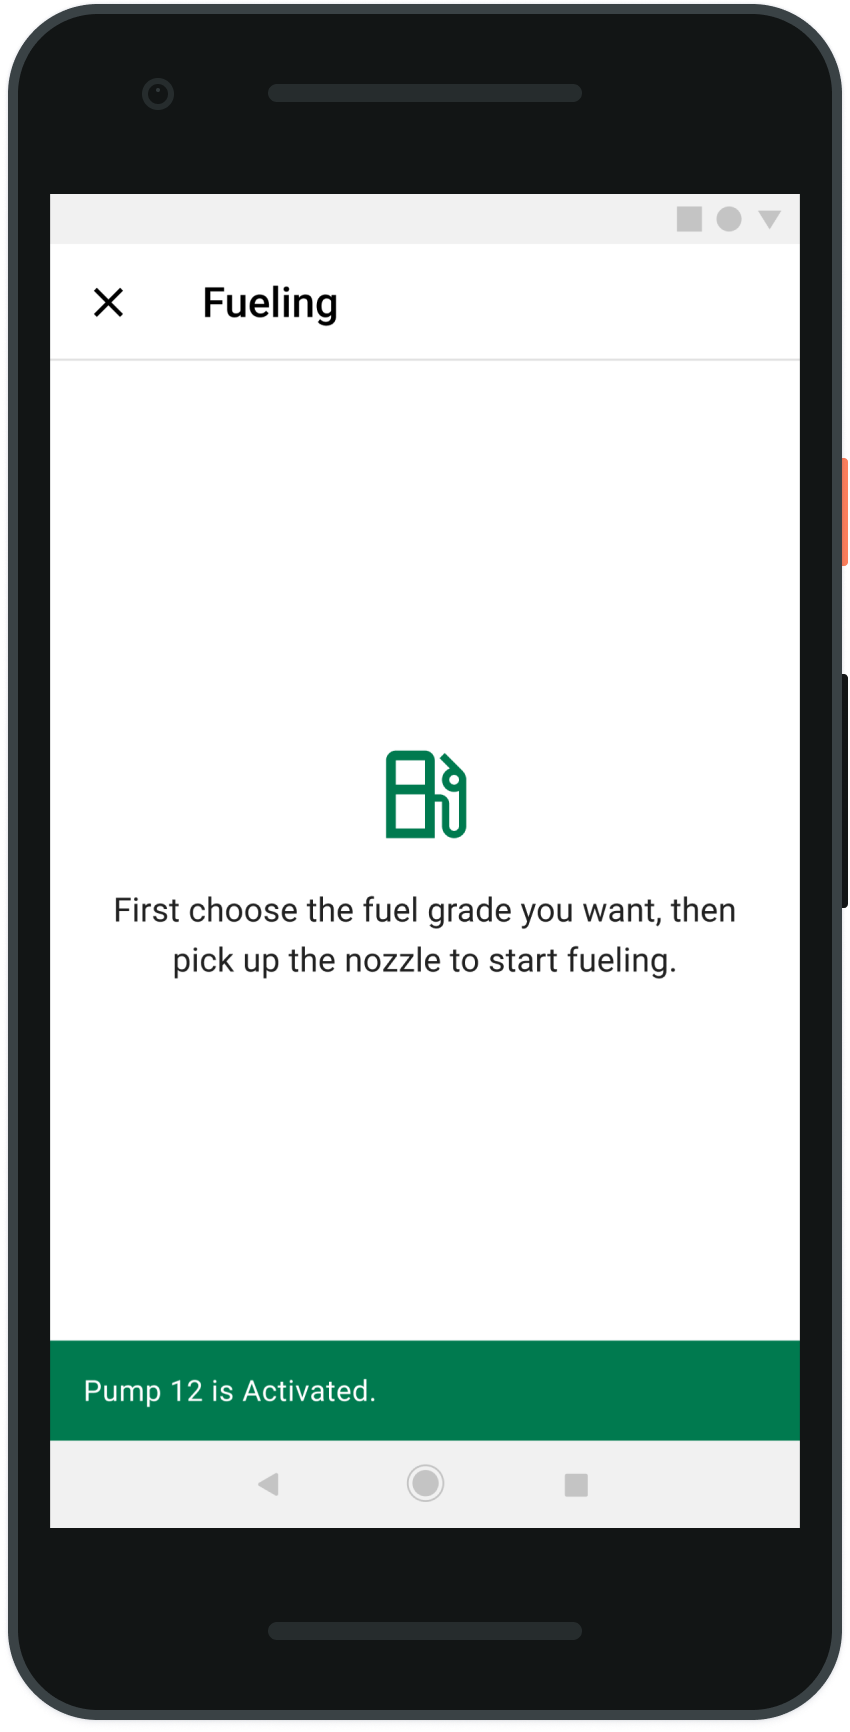 Fueling
First choose the fuel grade you want, then
pick up the nozzle to start fueling.
Pump 12 is Activated.